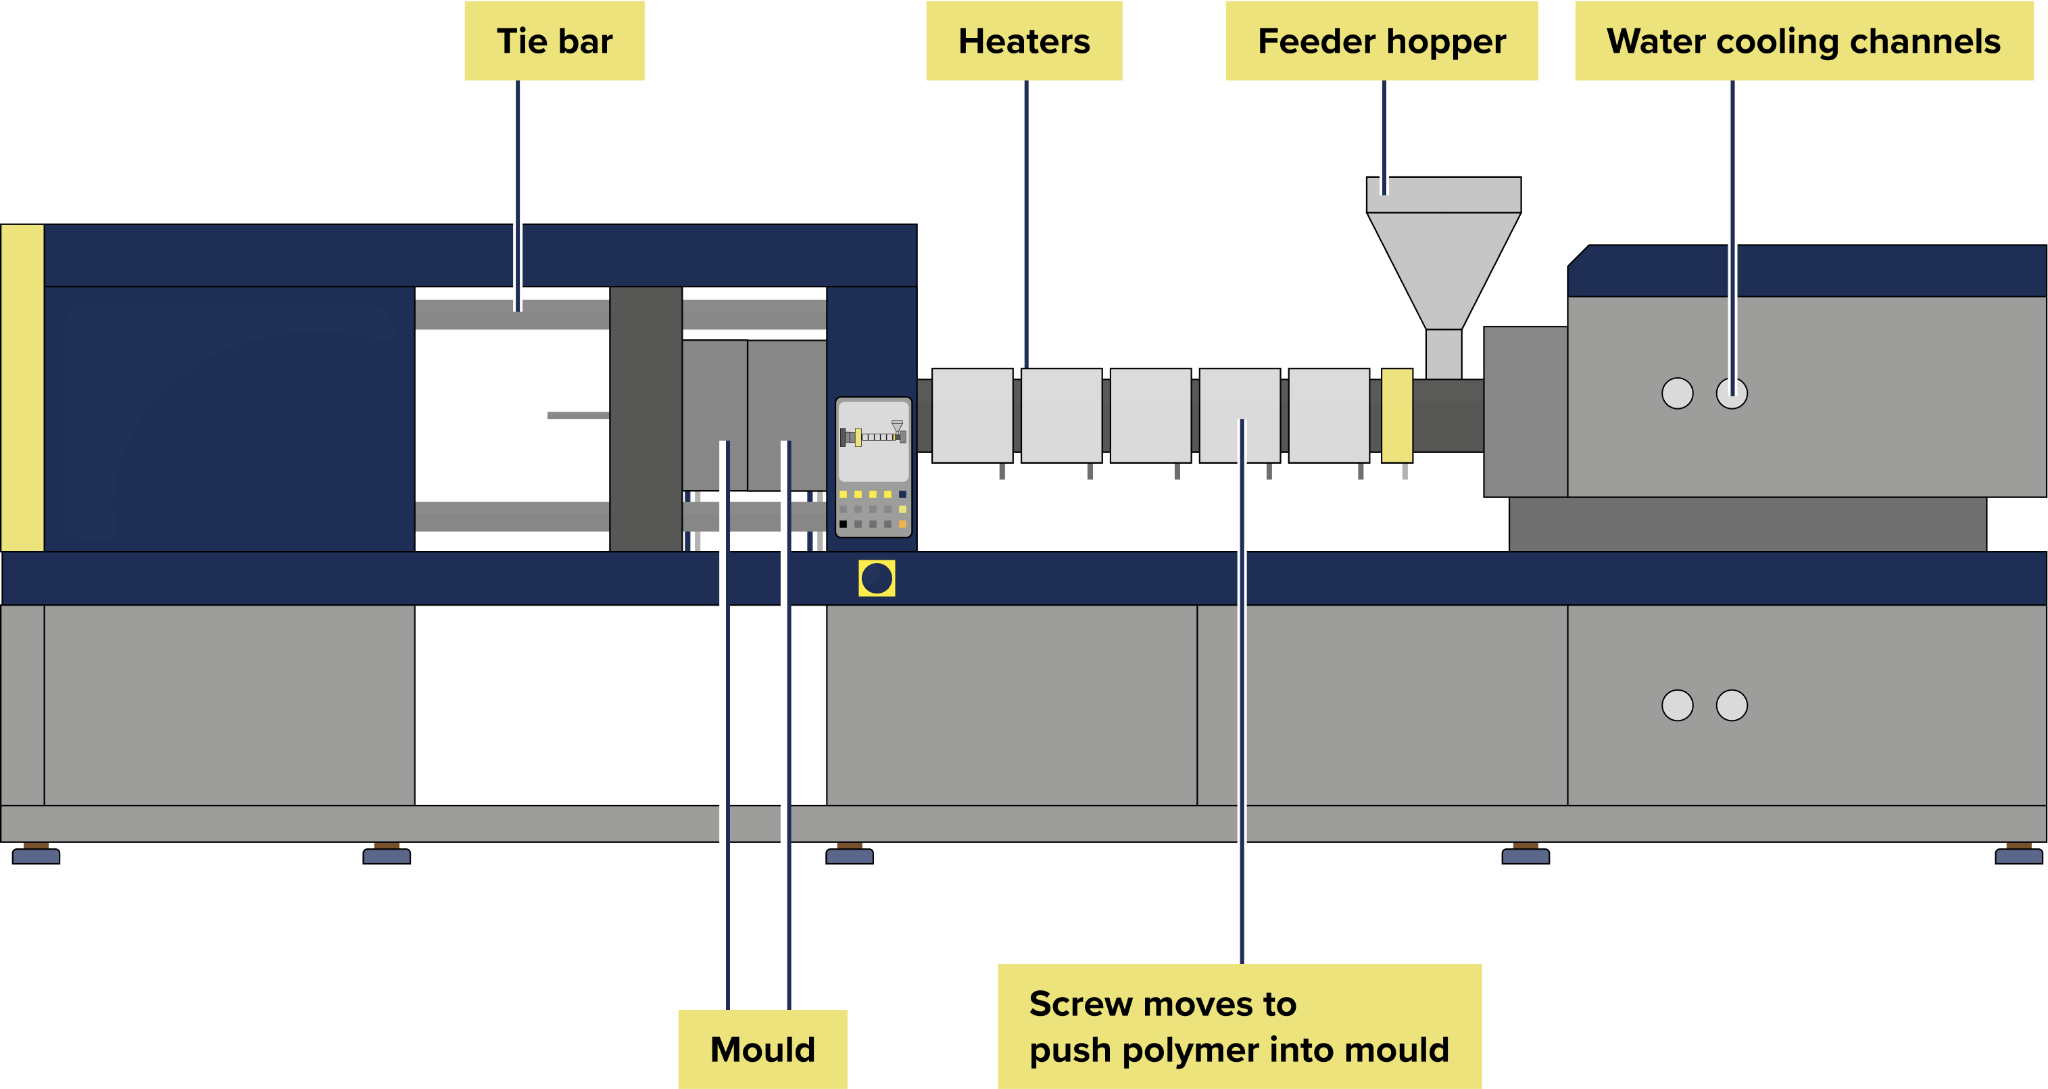 Tie bar
Heaters
Feeder hopper
Water cooling channels
Mould
Screw moves to
push polymer into mould